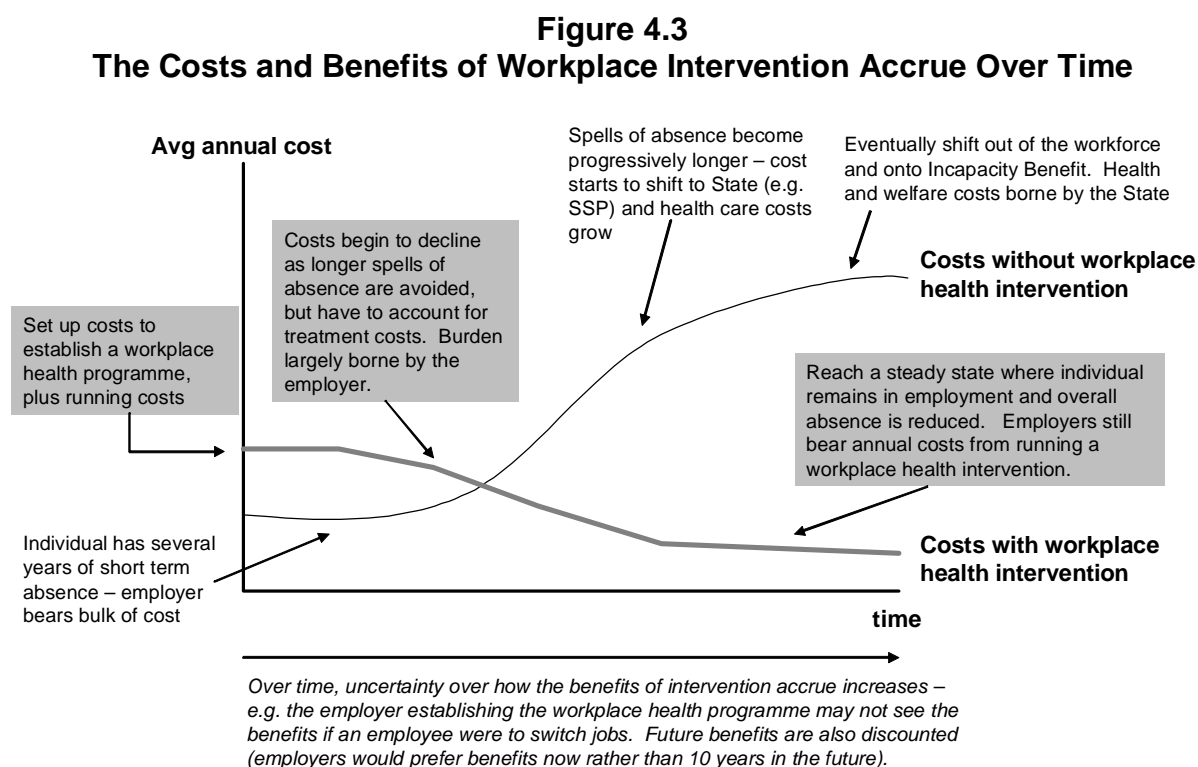 Figure 4.3
The Costs and Benefits of Workplace Intervention Accrue Over Time
Avg annual cost
Spells of absence become
progressively longer – cost
starts to shift to State (e.g.
SSP) and health care costs
grow
Eventually shift out of the workforce
and onto Incapacity Benefit.  Health
and welfare costs borne by the State
Costs begin to decline
as longer spells of
absence are avoided,
but have to account for
treatment costs.  Burden
largely borne by the
employer.
Costs without workplace
health intervention
Set up costs to
establish a workplace
health programme,
plus running costs
Reach a steady state where individual
remains in employment and overall
absence is reduced.   Employers still
bear annual costs from running a
workplace health intervention.
Individual has several
years of short term
absence – employer
bears bulk of cost
Costs with workplace
health intervention
time
Over time, uncertainty over how the benefits of intervention accrue increases –
e.g. the employer establishing the workplace health programme may not see the
benefits if an employee were to switch jobs.  Future benefits are also discounted
(employers would prefer benefits now rather than 10 years in the future).